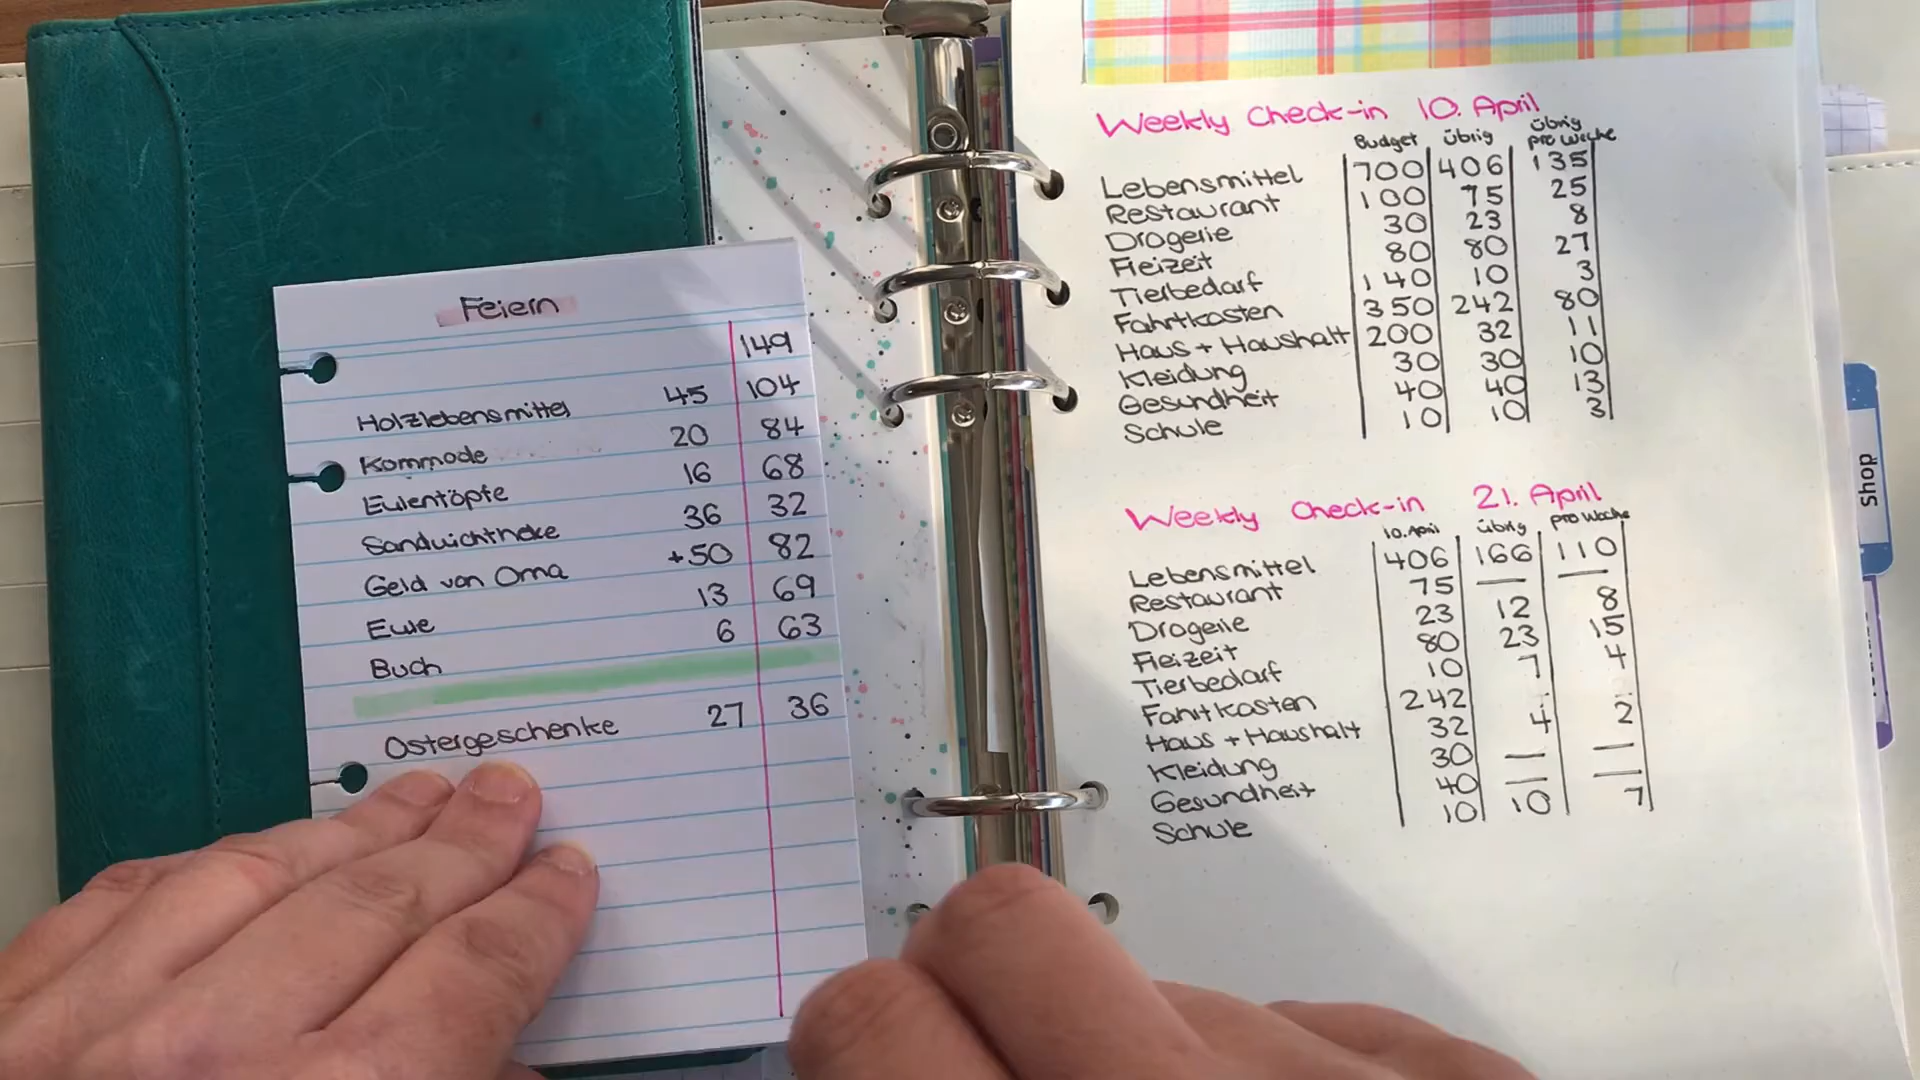 Feiern
149
Holzlebensmittel 45 104
Kommode 20 84
Eulentöpfe 16 68
Sandwichtheke 36 32
Geld von Oma +50 82
Eule 13 69
Buch 6 63
Ostergeschenke 27 36
Weekly Check-in 10. April
Budget übrig übrig pro Woche
Lebensmittel 700 406 135
Restaurant 100 75 25
Drogerie 30 23 8
Freizeit 80 80 27
Tierbedarf 140 10 3
Fahrtkosten 350 242 80
Haus + Haushalt 200 32 11
Kleidung 30 30 10
Gesundheit 40 40 13
Schule 10 10 3
Weekly Check-in 21. April
10. April übrig pro Woche
Lebensmittel 406 166 110
Restaurant 75 — —
Drogerie 23 12 8
Freizeit 80 23 15
Tierbedarf 10 7 4
Fahrtkosten 242
Haus + Haushalt 32 4 2
Kleidung 30 — —
Gesundheit 40 — —
Schule 10 10 7
Shop